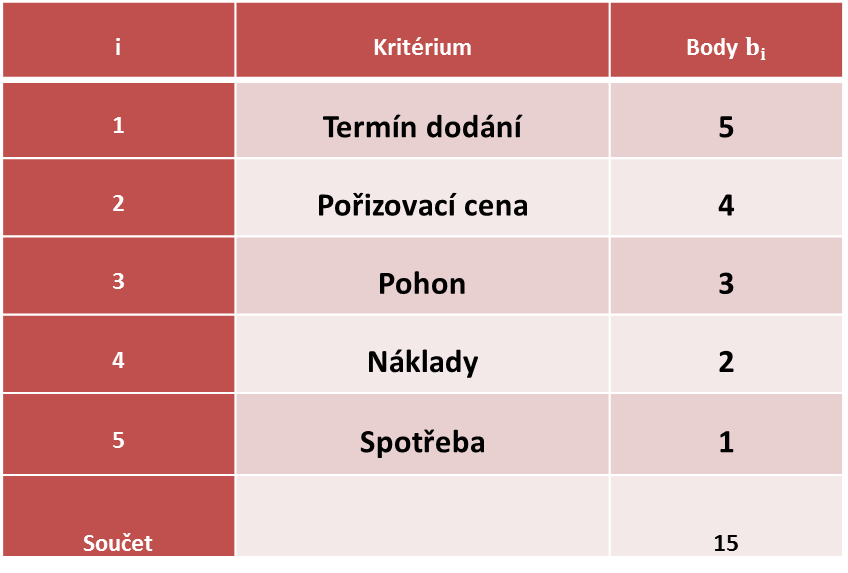 i Kritérium Body bᵢ
1 Termín dodání 5
2 Pořizovací cena 4
3 Pohon 3
4 Náklady 2
5 Spotřeba 1
Součet 15